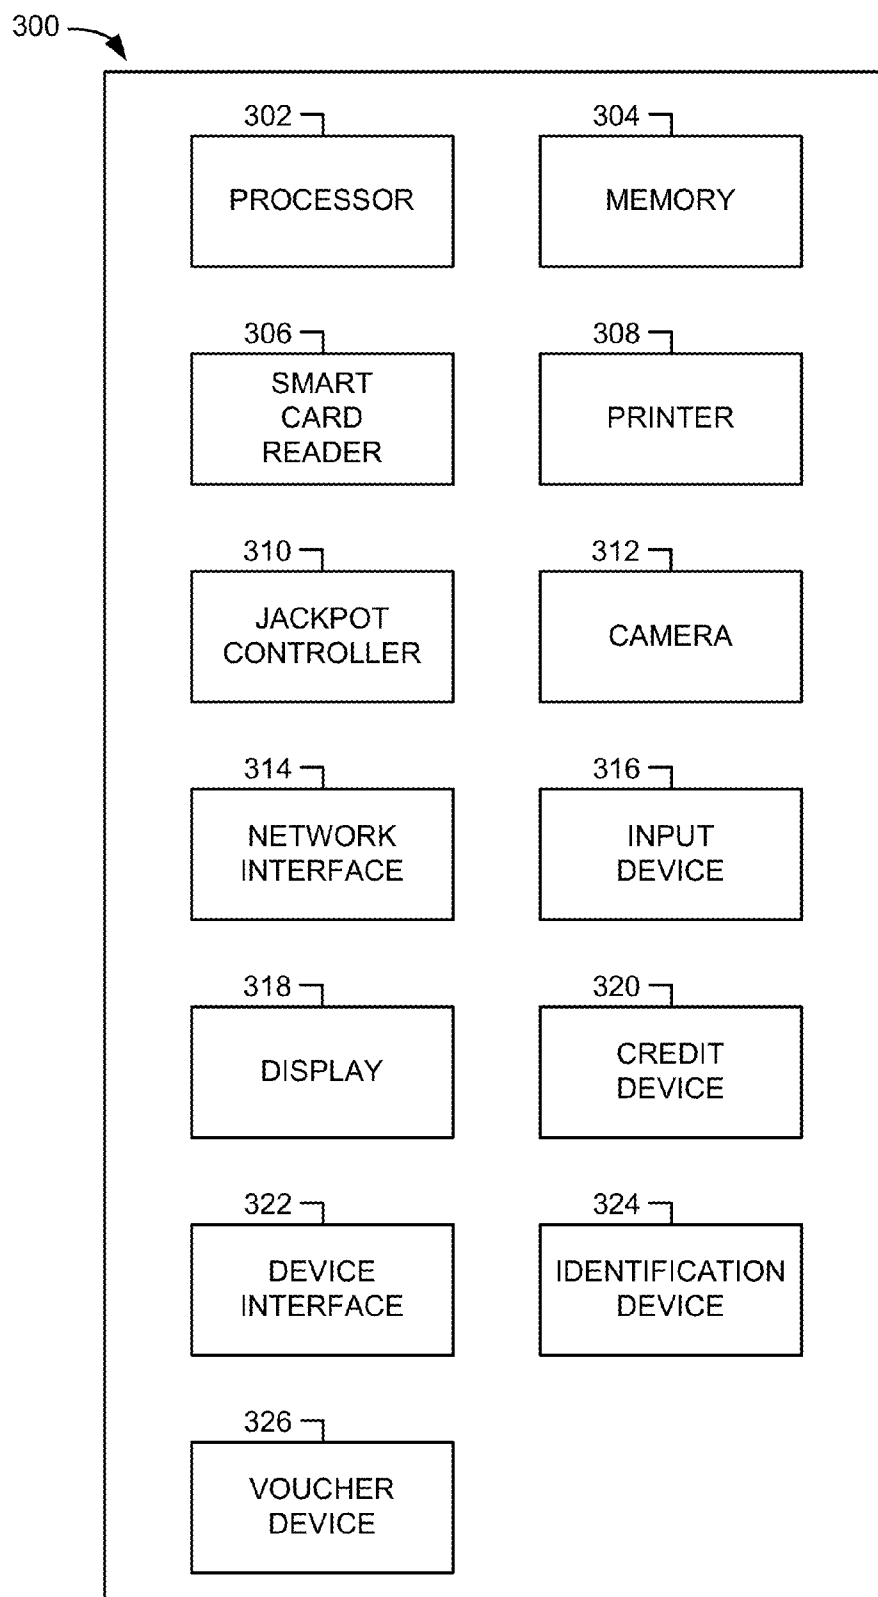 300
302
304
PROCESSOR
MEMORY
306
308
SMART
CARD
READER
PRINTER
310
312
JACKPOT
CONTROLLER
CAMERA
314
316
NETWORK
INTERFACE
INPUT
DEVICE
318
320
DISPLAY
CREDIT
DEVICE
322
324
DEVICE
INTERFACE
IDENTIFICATION
DEVICE
326
VOUCHER
DEVICE